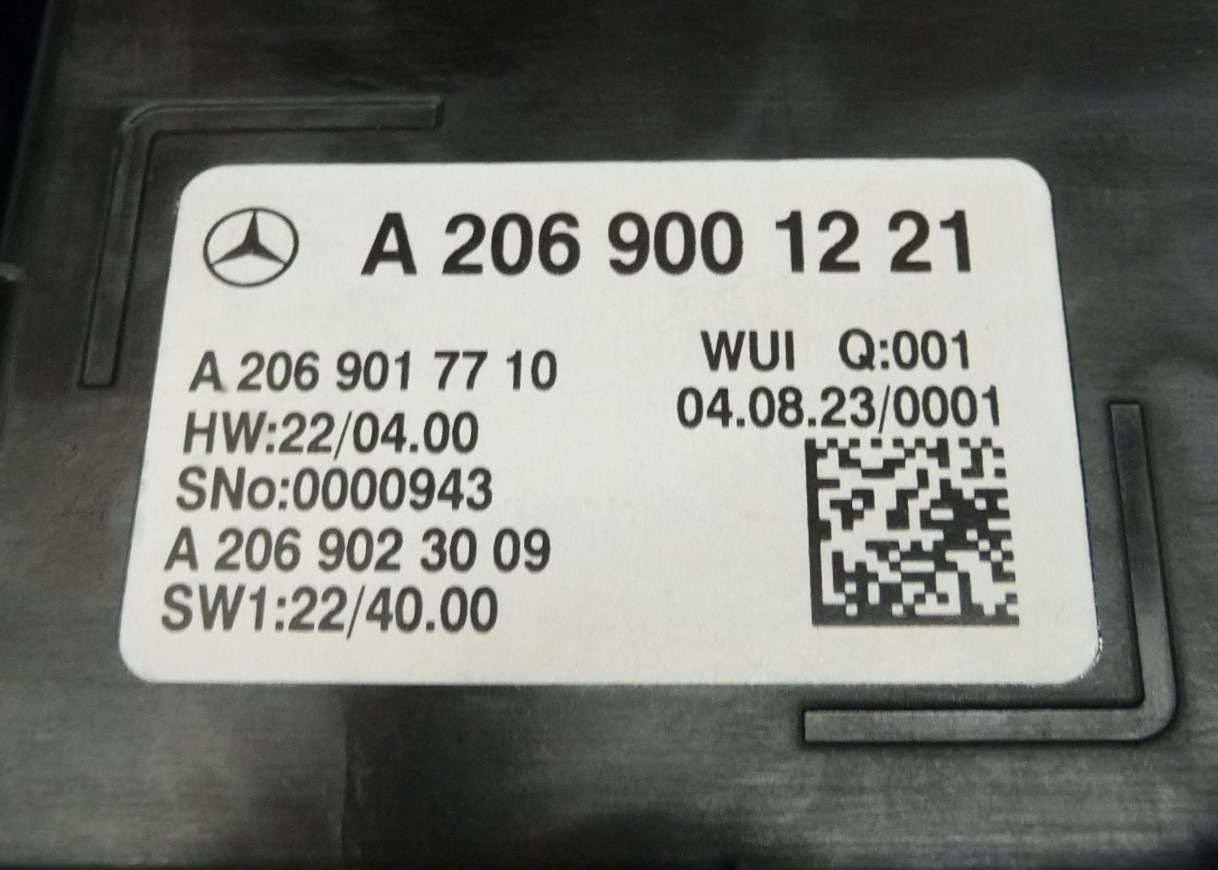 A 206 900 12 21
A 206 901 77 10
HW:22/04.00
SNo:0000943
A 206 902 30 09
SW1:22/40.00
WUI Q:001
04.08.23/0001